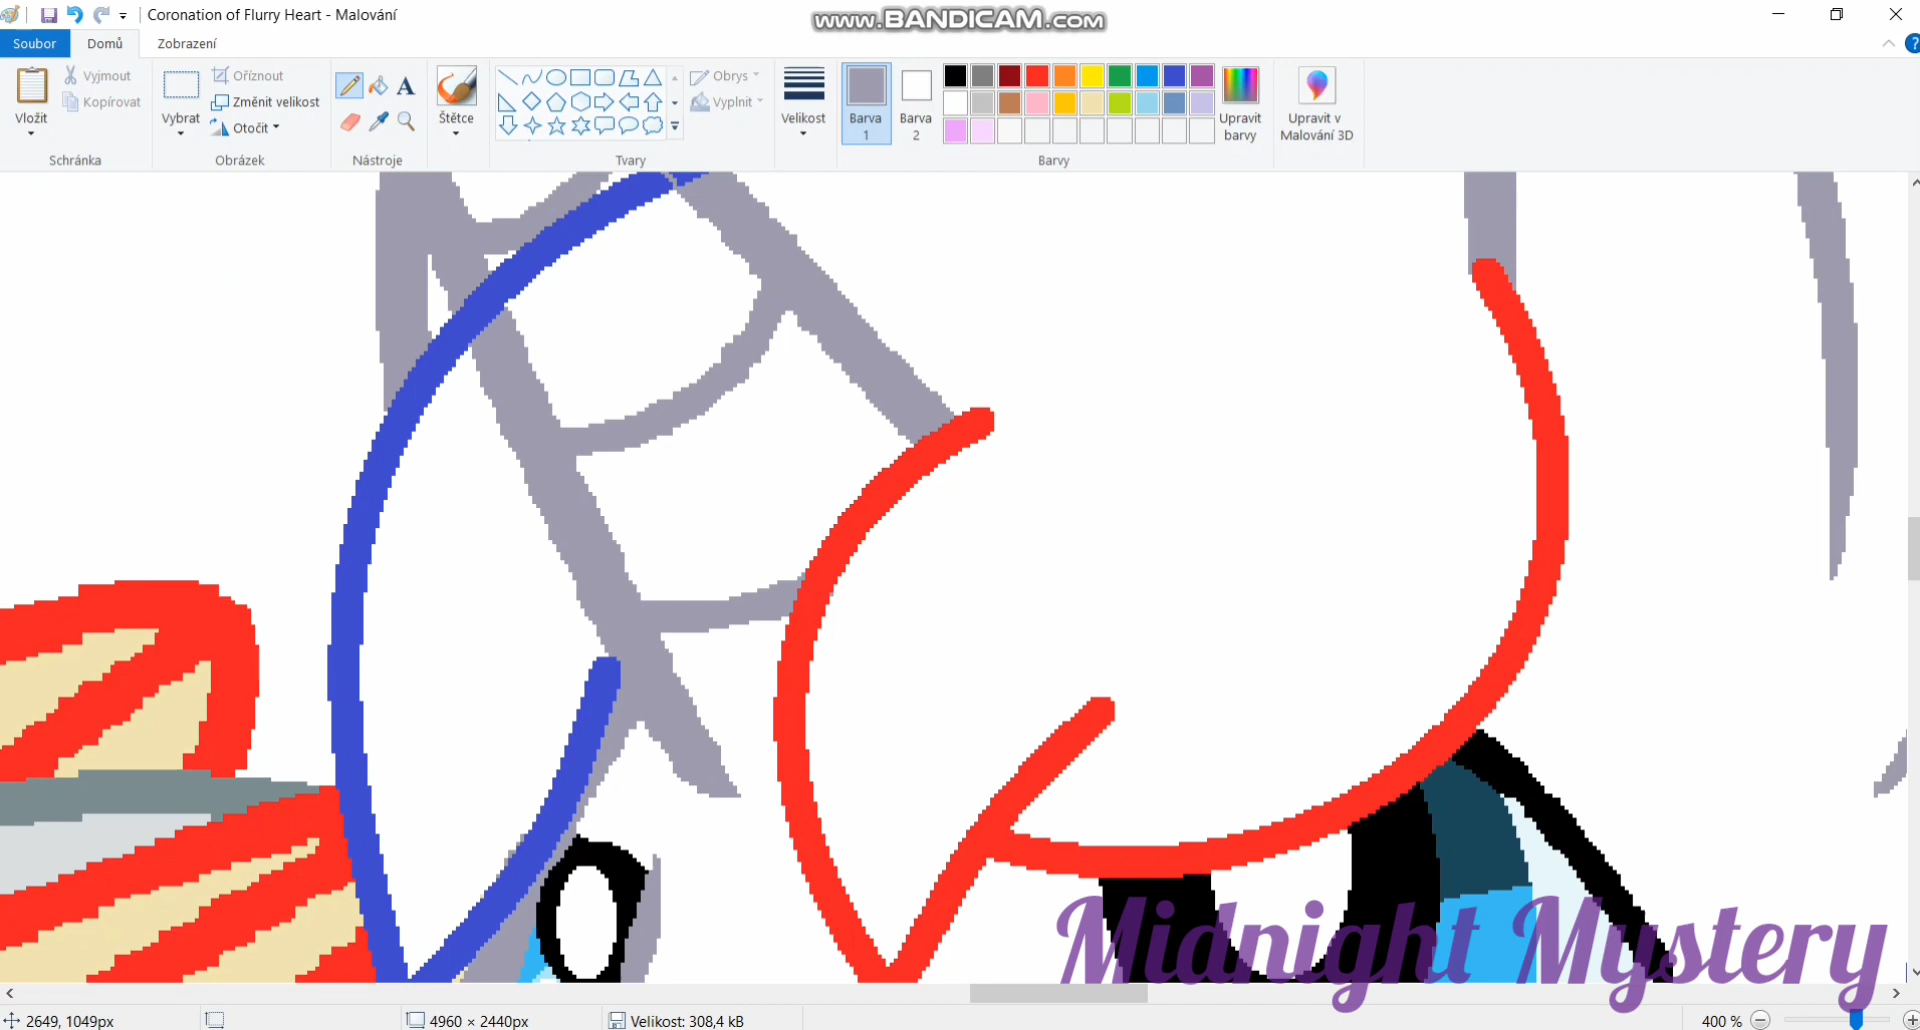 Coronation of Flurry Heart - Malování
www.BANDICAM.com
Soubor
Domů
Zobrazení
Vložit
Vyjmout
Kopírovat
Schránka
Vybrat
Oříznout
Změnit velikost
Otočit
Obrázek
A
Nástroje
Štětce
Obrys
Vyplnit
Tvary
Velikost
Barva
1
Barva
2
Upravit
barvy
Barvy
Upravit v
Malování 3D
?
Midnight Mystery
2649, 1049px
4960 × 2440px
Velikost: 308,4 kB
400 %